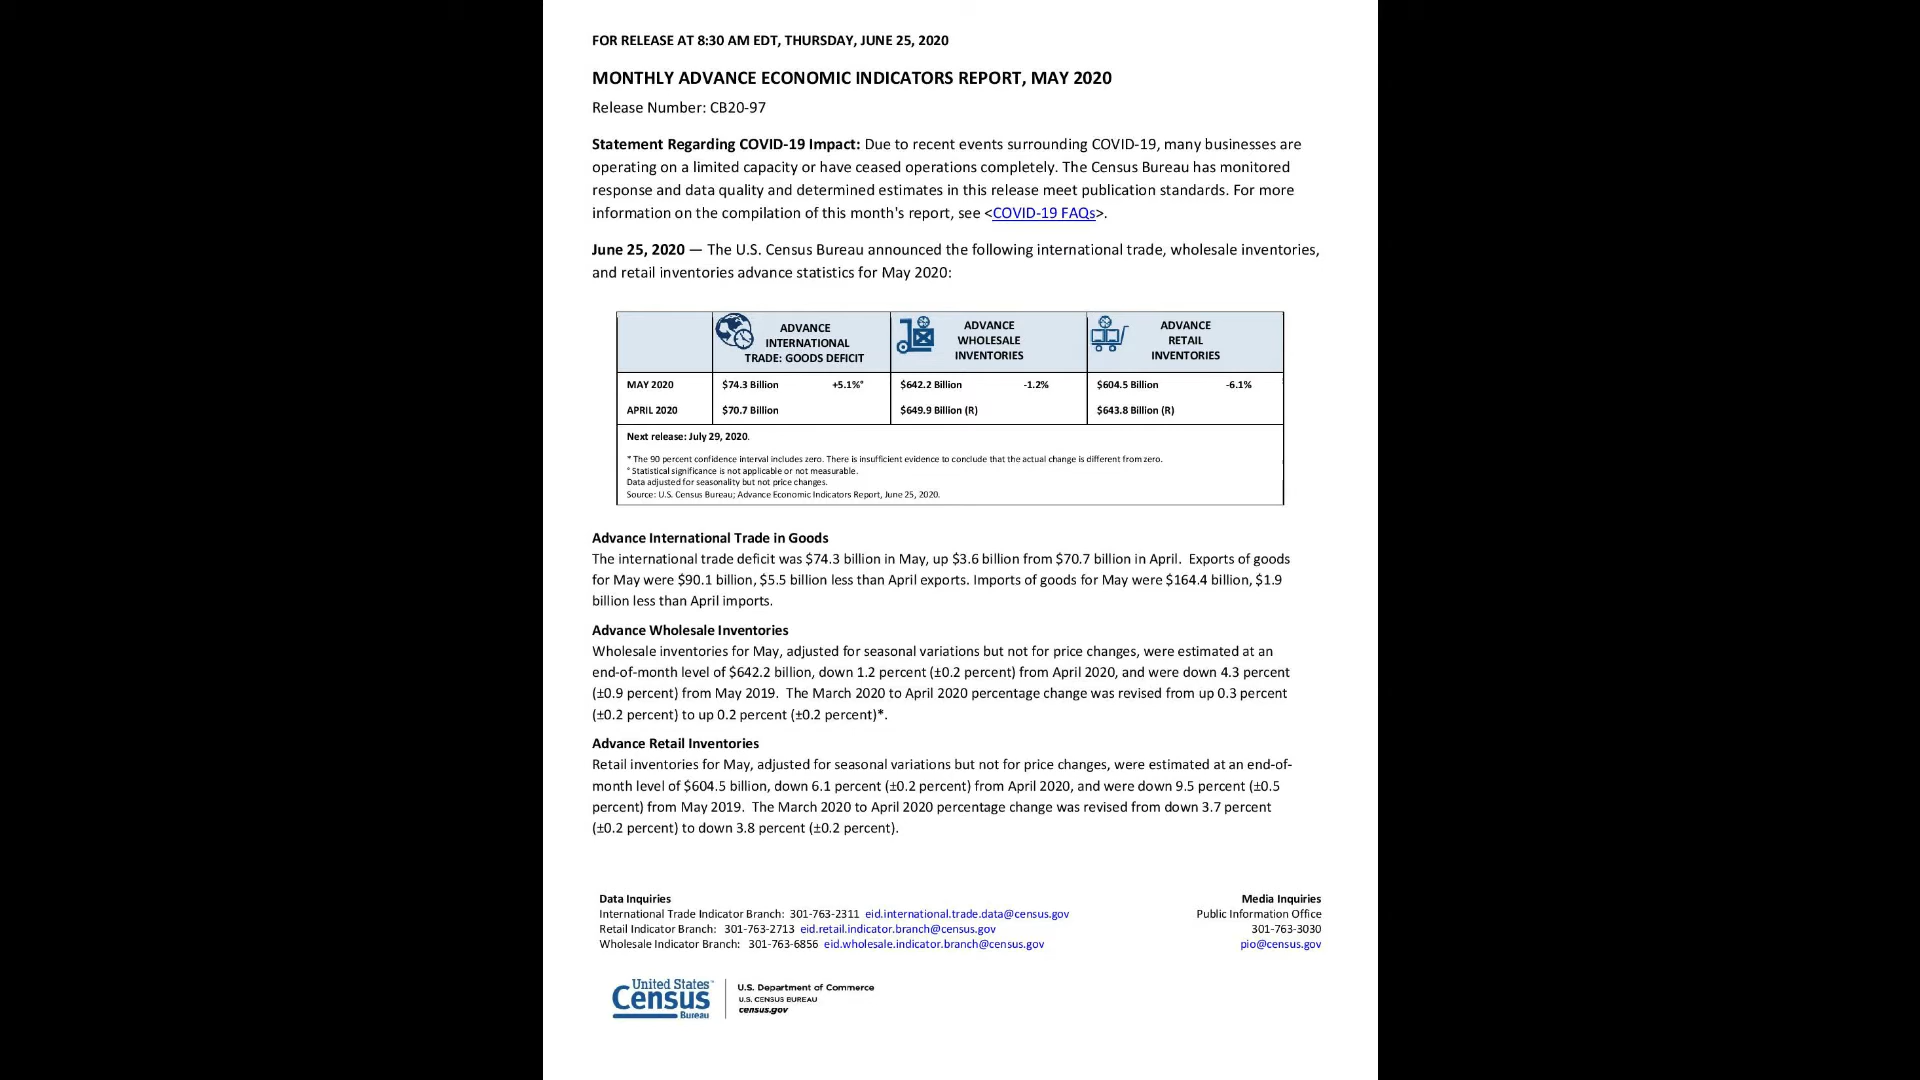 FOR RELEASE AT 8:30 AM EDT, THURSDAY, JUNE 25, 2020
MONTHLY ADVANCE ECONOMIC INDICATORS REPORT, MAY 2020
Release Number: CB20-97
Statement Regarding COVID-19 Impact: Due to recent events surrounding COVID-19, many businesses are
operating on a limited capacity or have ceased operations completely. The Census Bureau has monitored
response and data quality and determined estimates in this release meet publication standards. For more
information on the compilation of this month's report, see <COVID-19 FAQs>.
June 25, 2020 — The U.S. Census Bureau announced the following international trade, wholesale inventories,
and retail inventories advance statistics for May 2020:
ADVANCE
INTERNATIONAL
TRADE: GOODS DEFICIT
ADVANCE
WHOLESALE
INVENTORIES
ADVANCE
RETAIL
INVENTORIES
MAY 2020 $74.3 Billion +5.1%° $642.2 Billion -1.2% $604.5 Billion -6.1%
APRIL 2020 $70.7 Billion $649.9 Billion (R) $643.8 Billion (R)
Next release: July 29, 2020.
* The 90 percent confidence interval includes zero. There is insufficient evidence to conclude that the actual change is different from zero.
° Statistical significance is not applicable or not measurable.
Data adjusted for seasonality but not price changes.
Source: U.S. Census Bureau; Advance Economic Indicators Report, June 25, 2020.
Advance International Trade in Goods
The international trade deficit was $74.3 billion in May, up $3.6 billion from $70.7 billion in April. Exports of goods
for May were $90.1 billion, $5.5 billion less than April exports. Imports of goods for May were $164.4 billion, $1.9
billion less than April imports.
Advance Wholesale Inventories
Wholesale inventories for May, adjusted for seasonal variations but not for price changes, were estimated at an
end-of-month level of $642.2 billion, down 1.2 percent (±0.2 percent) from April 2020, and were down 4.3 percent
(±0.9 percent) from May 2019. The March 2020 to April 2020 percentage change was revised from up 0.3 percent
(±0.2 percent) to up 0.2 percent (±0.2 percent)*.
Advance Retail Inventories
Retail inventories for May, adjusted for seasonal variations but not for price changes, were estimated at an end-of-
month level of $604.5 billion, down 6.1 percent (±0.2 percent) from April 2020, and were down 9.5 percent (±0.5
percent) from May 2019. The March 2020 to April 2020 percentage change was revised from down 3.7 percent
(±0.2 percent) to down 3.8 percent (±0.2 percent).
Data Inquiries
International Trade Indicator Branch: 301-763-2311 eid.international.trade.data@census.gov
Retail Indicator Branch: 301-763-2713 eid.retail.indicator.branch@census.gov
Wholesale Indicator Branch: 301-763-6856 eid.wholesale.indicator.branch@census.gov
Media Inquiries
Public Information Office
301-763-3030
pio@census.gov
United States™
Census
Bureau
U.S. Department of Commerce
U.S. CENSUS BUREAU
census.gov